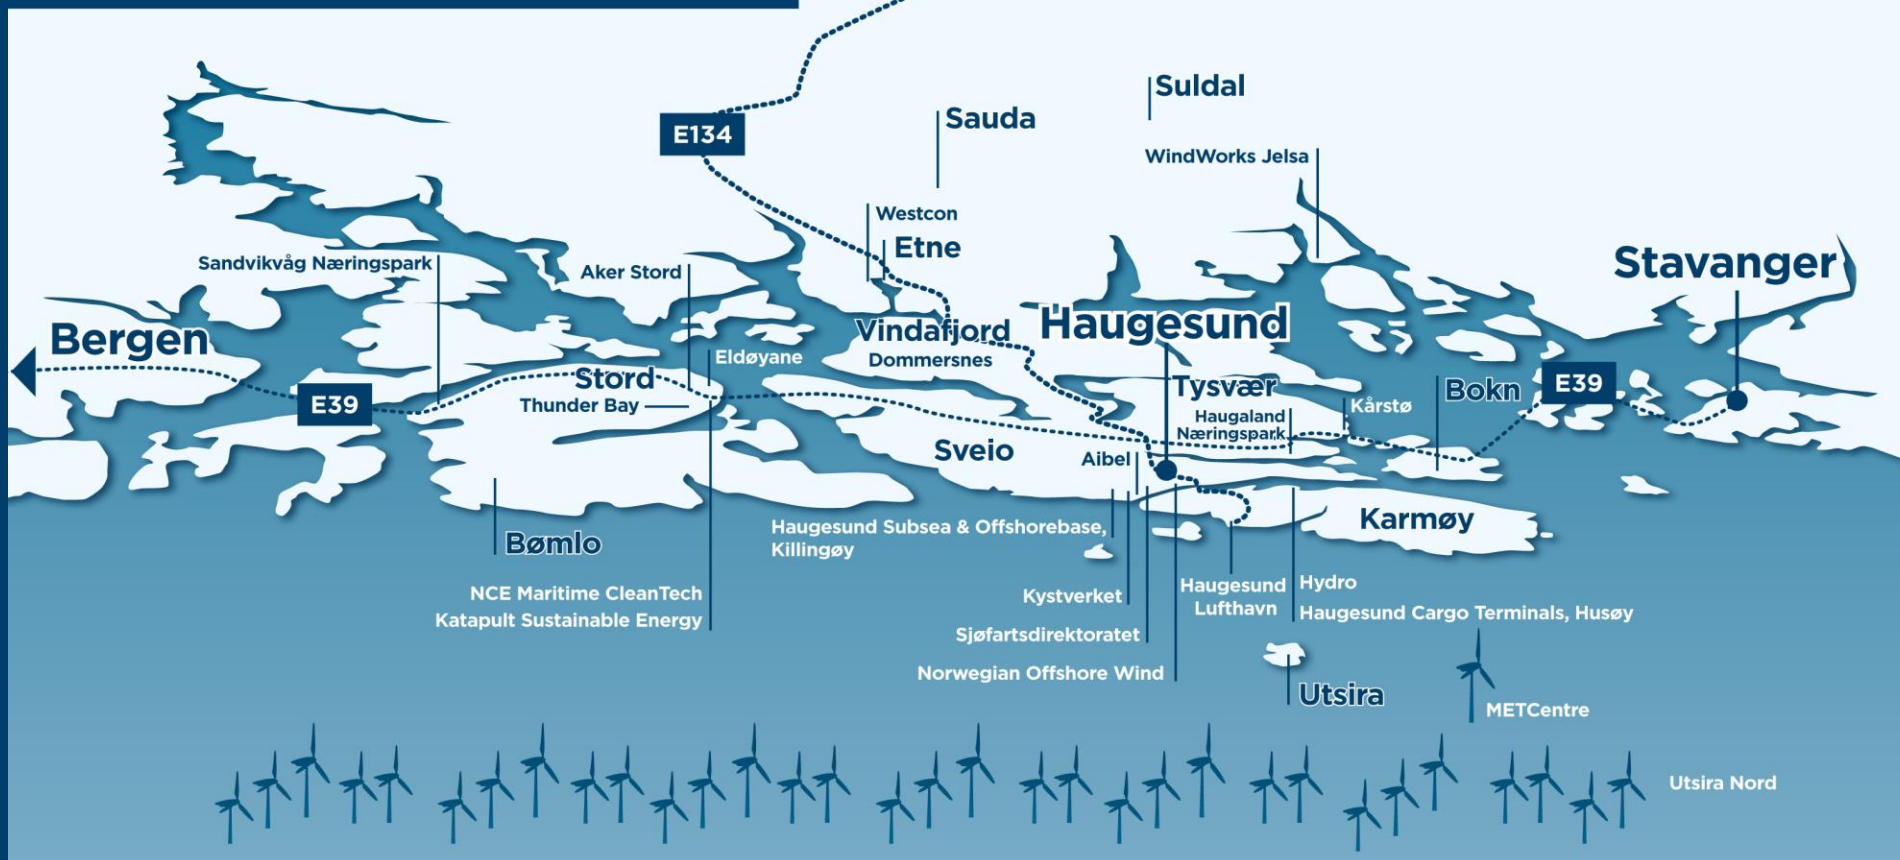 Suldal
Sauda
E134
WindWorks Jelsa
Westcon
Etne
Sandvikvåg Næringspark
Aker Stord
Stavanger
Bergen
Vindafjord
Dommersnes
Haugesund
Eldøyane
Stord
Thunder Bay
E39
Tysvær
Haugaland
Næringspark
Kårstø
Bokn
E39
Sveio
Aibel
Karmøy
Bømlo
Haugesund Subsea & Offshorebase,
Killingøy
NCE Maritime CleanTech
Katapult Sustainable Energy
Kystverket
Haugesund
Lufthavn
Hydro
Haugesund Cargo Terminals, Husøy
Sjøfartsdirektoratet
Norwegian Offshore Wind
Utsira
METCentre
Utsira Nord